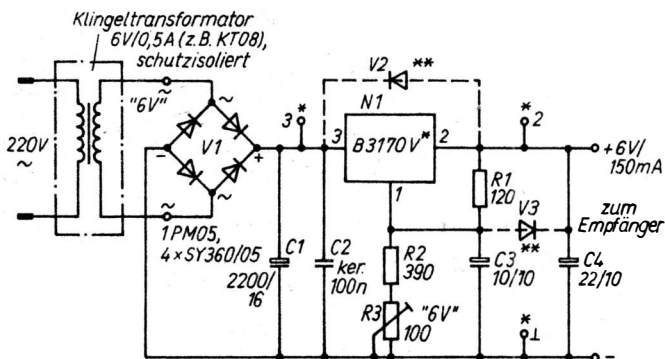 Klingeltransformator
6V/0,5A (z.B. KT08),
schutzisoliert
220V
~
"6V"
~
~
~
~
-
+
V1
1PM05,
4×SY360/05
3
*
V2
**
N1
3
B3170V*
2
1
*
2
+6V/
150mA
R1
120
V3
**
zum
Empfänger
C1
2200/
16
C2
ker.
100n
R2
390
R3
100
"6V"
C3
10/10
C4
22/10
*
⊥
-